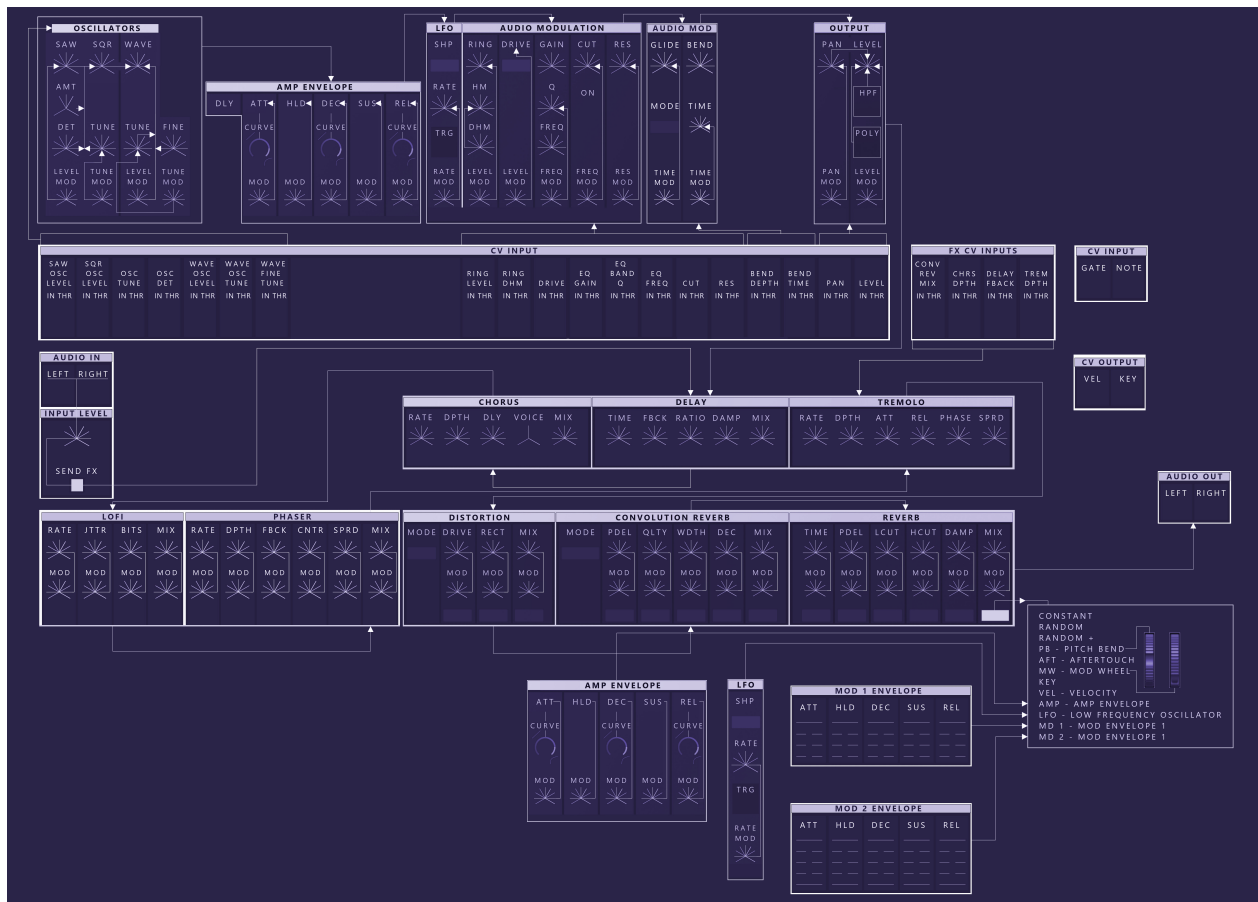 OSCILLATORS
SAW SQR WAVE
AMT
DET TUNE TUNE FINE
LEVEL MOD TUNE MOD LEVEL MOD TUNE MOD
AMP ENVELOPE
DLY ATT HLD DEC SUS REL
CURVE CURVE CURVE
MOD MOD MOD MOD MOD
LFO
SHP
RATE
TRG
RATE MOD
AUDIO MODULATION
RING DRIVE GAIN CUT RES
HM Q ON
DHM FREQ
LEVEL MOD LEVEL MOD FREQ MOD FREQ MOD RES MOD
AUDIO MOD
GLIDE BEND
MODE TIME
TIME MOD TIME MOD
OUTPUT
PAN LEVEL
HPF
POLY
PAN MOD LEVEL MOD
CV INPUT
SAW OSC LEVEL SQR OSC LEVEL OSC TUNE OSC DET WAVE OSC LEVEL WAVE OSC TUNE WAVE FINE TUNE RING LEVEL RING DHM DRIVE EQ GAIN EQ BAND Q EQ FREQ CUT RES BEND DEPTH BEND TIME PAN LEVEL
IN THR IN THR IN THR IN THR IN THR IN THR IN THR IN THR IN THR IN THR IN THR IN THR IN THR IN THR IN THR IN THR IN THR IN THR IN THR
FX CV INPUTS
CONV REV MIX CHRS DPTH DELAY FBACK TREM DPTH
IN THR IN THR IN THR IN THR
CV INPUT
GATE NOTE
AUDIO IN
LEFT RIGHT
INPUT LEVEL
SEND FX
CV OUTPUT
VEL KEY
CHORUS
RATE DPTH DLY VOICE MIX
DELAY
TIME FBCK RATIO DAMP MIX
TREMOLO
RATE DPTH ATT REL PHASE SPRD
AUDIO OUT
LEFT RIGHT
LOFI
RATE JTTR BITS MIX
MOD MOD MOD MOD
PHASER
RATE DPTH FBCK CNTR SPRD MIX
MOD MOD MOD MOD MOD MOD
DISTORTION
MODE DRIVE RECT MIX
MOD MOD MOD
CONVOLUTION REVERB
MODE PDEL QLTY WDTH DEC MIX
MOD MOD MOD MOD MOD
REVERB
TIME PDEL LCUT HCUT DAMP MIX
MOD MOD MOD MOD MOD MOD
CONSTANT
RANDOM
RANDOM +
PB - PITCH BEND
AFT - AFTERTOUCH
MW - MOD WHEEL
KEY
VEL - VELOCITY
AMP - AMP ENVELOPE
LFO - LOW FREQUENCY OSCILLATOR
MD 1 - MOD ENVELOPE 1
MD 2 - MOD ENVELOPE 1
AMP ENVELOPE
ATT HLD DEC SUS REL
CURVE CURVE CURVE
MOD MOD MOD MOD MOD
LFO
SHP
RATE
TRG
RATE MOD
MOD 1 ENVELOPE
ATT HLD DEC SUS REL
MOD 2 ENVELOPE
ATT HLD DEC SUS REL